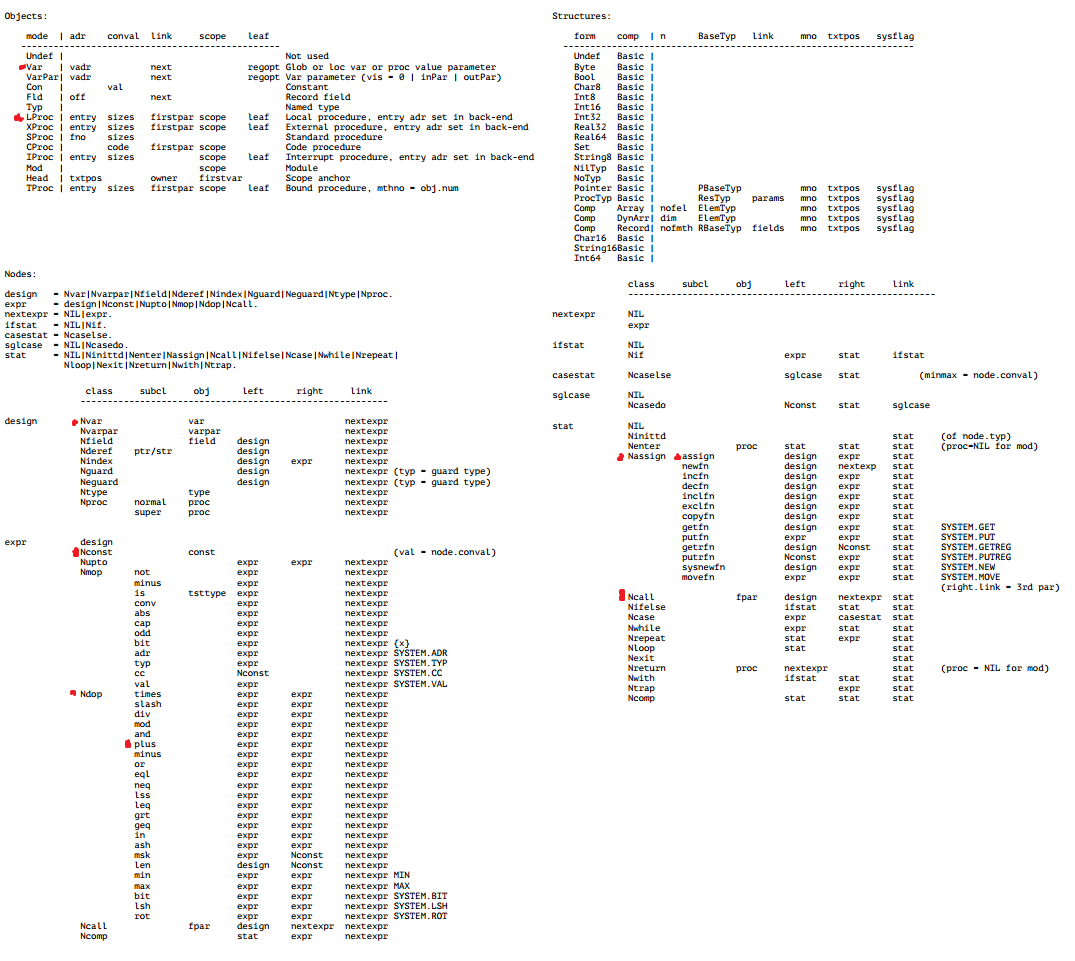 Objects:
mode | adr conval link scope leaf
------------------------------------------------
Undef | Not used
Var | vadr next regopt Glob or loc var or proc value parameter
VarPar| vadr next regopt Var parameter (vis = 0 | inPar | outPar)
Con | val Constant
Fld | off next Record field
Typ | Named type
LProc | entry sizes firstpar scope leaf Local procedure, entry adr set in back-end
XProc | entry sizes firstpar scope leaf External procedure, entry adr set in back-end
SProc | fno sizes Standard procedure
CProc | code firstpar scope Code procedure
IProc | entry sizes scope leaf Interrupt procedure, entry adr set in back-end
Mod | scope Module
Head | txtpos owner firstvar Scope anchor
TProc | entry sizes firstpar scope leaf Bound procedure, mthno = obj.num
Structures:
form comp | n BaseTyp link mno txtpos sysflag
-----------------------------------------------------------------
Undef Basic |
Byte Basic |
Bool Basic |
Char8 Basic |
Int8 Basic |
Int16 Basic |
Int32 Basic |
Real32 Basic |
Real64 Basic |
Set Basic |
String8 Basic |
NilTyp Basic |
NoTyp Basic |
Pointer Basic | PBaseTyp mno txtpos sysflag
ProcTyp Basic | ResTyp params mno txtpos sysflag
Comp Array | nofel ElemTyp mno txtpos sysflag
Comp DynArr| dim ElemTyp mno txtpos sysflag
Comp Record| nofmth RBaseTyp fields mno txtpos sysflag
Char16 Basic |
String16Basic |
Int64 Basic |
Nodes:
design = Nvar|Nvarpar|Nfield|Nderef|Nindex|Nguard|Neguard|Ntype|Nproc.
expr = design|Nconst|Nupto|Nmop|Ndop|Ncall.
nextexpr = NIL|expr.
ifstat = NIL|Nif.
casestat = Ncaselse.
sglcase = NIL|Ncasedo.
stat = NIL|Ninittd|Nenter|Nassign|Ncall|Nifelse|Ncase|Nwhile|Nrepeat|
Nloop|Nexit|Nreturn|Nwith|Ntrap.
class subcl obj left right link
---------------------------------------------------------
design Nvar var nextexpr
Nvarpar varpar nextexpr
Nfield field design nextexpr
Nderef ptr/str design nextexpr
Nindex design expr nextexpr
Nguard design nextexpr (typ = guard type)
Neguard design nextexpr (typ = guard type)
Ntype type nextexpr
Nproc normal proc nextexpr
super proc nextexpr
expr design
Nconst const (val = node.conval)
Nupto expr expr nextexpr
Nmop not expr nextexpr
minus expr nextexpr
is tsttype expr nextexpr
conv expr nextexpr
abs expr nextexpr
cap expr nextexpr
odd expr nextexpr
bit expr nextexpr {x}
adr expr nextexpr SYSTEM.ADR
typ expr nextexpr SYSTEM.TYP
cc Nconst nextexpr SYSTEM.CC
val expr nextexpr SYSTEM.VAL
Ndop times expr expr nextexpr
slash expr expr nextexpr
div expr expr nextexpr
mod expr expr nextexpr
and expr expr nextexpr
plus expr expr nextexpr
minus expr expr nextexpr
or expr expr nextexpr
eql expr expr nextexpr
neq expr expr nextexpr
lss expr expr nextexpr
leq expr expr nextexpr
grt expr expr nextexpr
geq expr expr nextexpr
in expr expr nextexpr
ash expr expr nextexpr
msk expr Nconst nextexpr
len design Nconst nextexpr
min expr expr nextexpr MIN
max expr expr nextexpr MAX
bit expr expr nextexpr SYSTEM.BIT
lsh expr expr nextexpr SYSTEM.LSH
rot expr expr nextexpr SYSTEM.ROT
Ncall fpar design nextexpr nextexpr
Ncomp stat expr nextexpr
class subcl obj left right link
---------------------------------------------------------
nextexpr NIL
expr
ifstat NIL
Nif expr stat ifstat
casestat Ncaselse sglcase stat (minmax = node.conval)
sglcase NIL
Ncasedo Nconst stat sglcase
stat NIL
Ninittd stat (of node.typ)
Nenter proc stat stat stat (proc=NIL for mod)
Nassign assign design expr stat
newfn design nextexp stat
incfn design expr stat
decfn design expr stat
inclfn design expr stat
exclfn design expr stat
copyfn design expr stat
getfn design expr stat SYSTEM.GET
putfn expr expr stat SYSTEM.PUT
getrfn design Nconst stat SYSTEM.GETREG
putrfn Nconst expr stat SYSTEM.PUTREG
sysnewfn design expr stat SYSTEM.NEW
movefn expr expr stat SYSTEM.MOVE
(right.link = 3rd par)
Ncall fpar design nextexpr stat
Nifelse ifstat stat stat
Ncase expr casestat stat
Nwhile expr stat stat
Nrepeat stat expr stat
Nloop stat stat
Nexit stat
Nreturn proc nextexpr stat (proc = NIL for mod)
Nwith ifstat stat stat
Ntrap expr stat
Ncomp stat stat stat